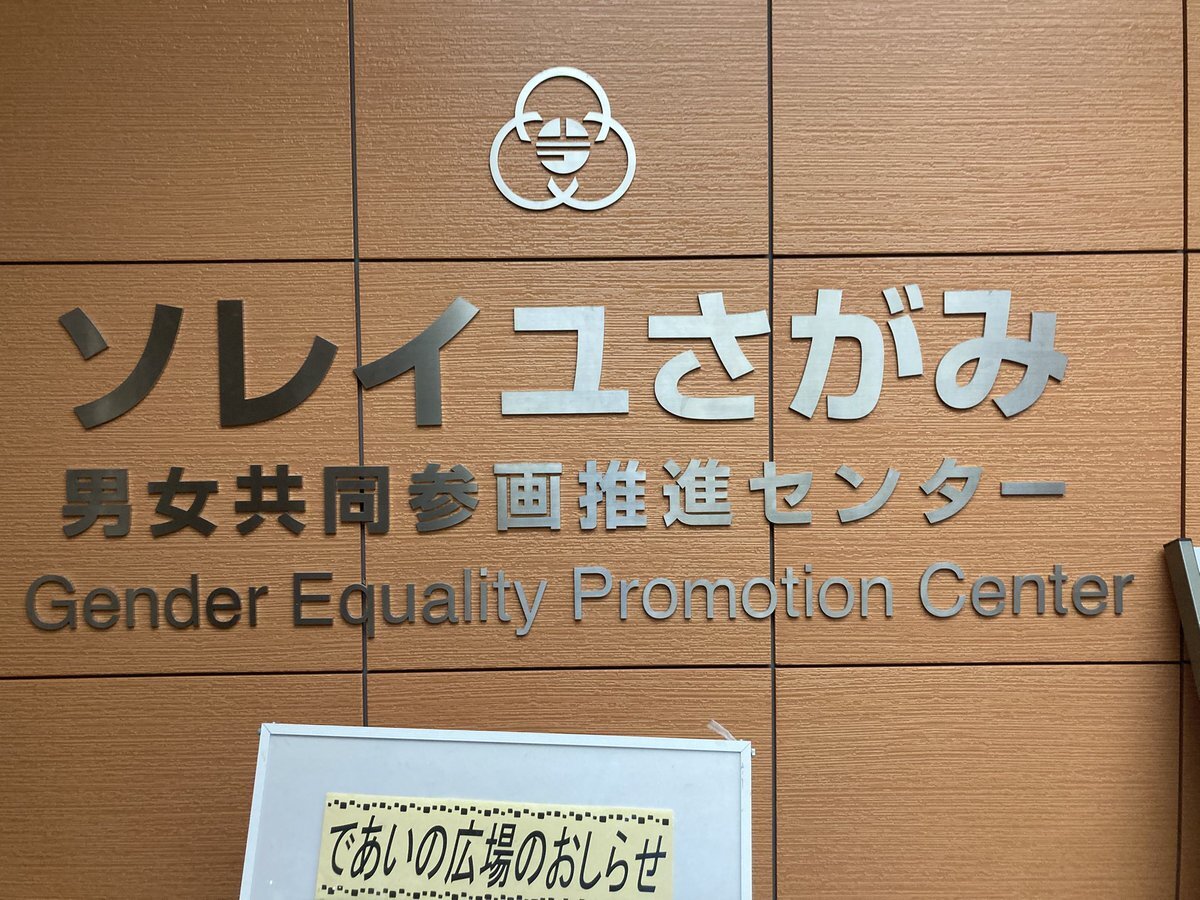 ソレイユさがみ
男女共同参画推進センター
Gender Equality Promotion Center
であいの広場のおしらせ